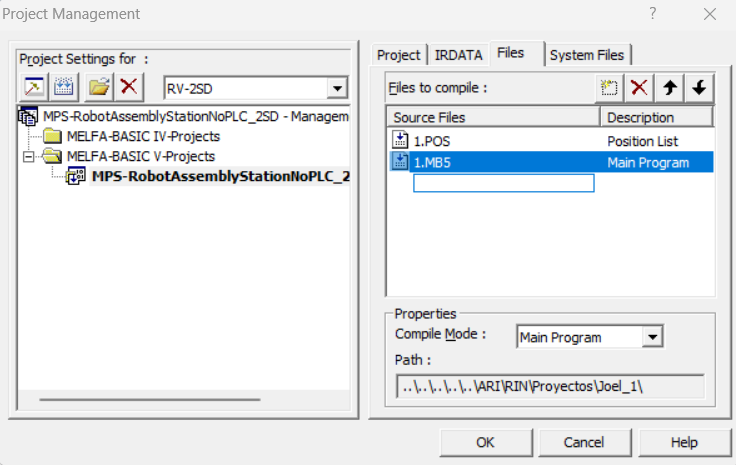 Project Management
?
Project Settings for :
RV-2SD
MPS-RobotAssemblyStationNoPLC_2SD - Managem
MELFA-BASIC IV-Projects
MELFA-BASIC V-Projects
MPS-RobotAssemblyStationNoPLC_2
Project IRDATA Files System Files
Files to compile :
Source Files Description
1.POS Position List
1.MB5 Main Program
Properties
Compile Mode : Main Program
Path :
..\..\..\..\..\ARI\RIN\Proyectos\Joel_1\
OK Cancel Help